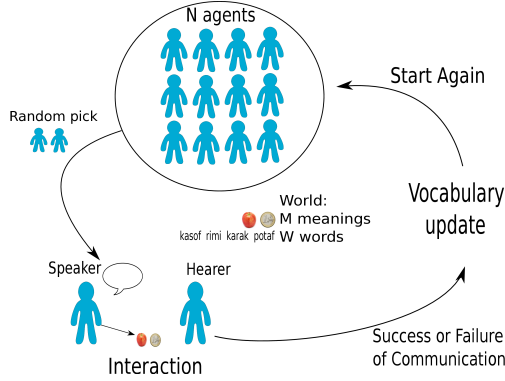 N agents
Start Again
Random pick
World:
M meanings
kasof rimi karak potaf W words
Vocabulary
update
Speaker
Hearer
Success or Failure
of Communication
Interaction